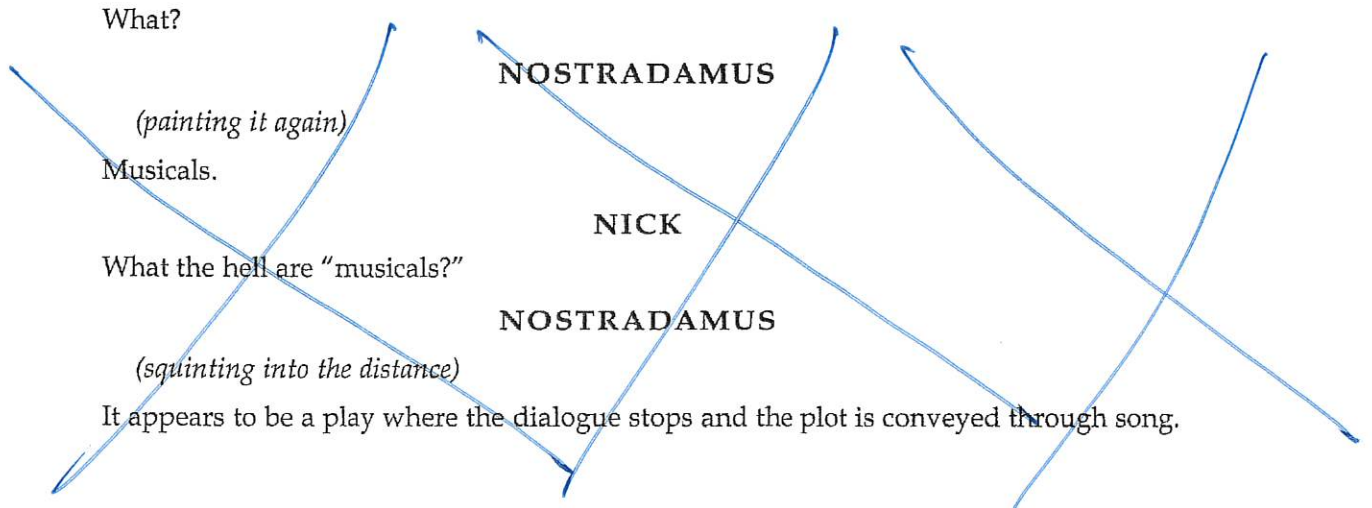 What?
NOSTRADAMUS
(painting it again)
Musicals.
NICK
What the hell are "musicals?"
NOSTRADAMUS
(squinting into the distance)
It appears to be a play where the dialogue stops and the plot is conveyed through song.